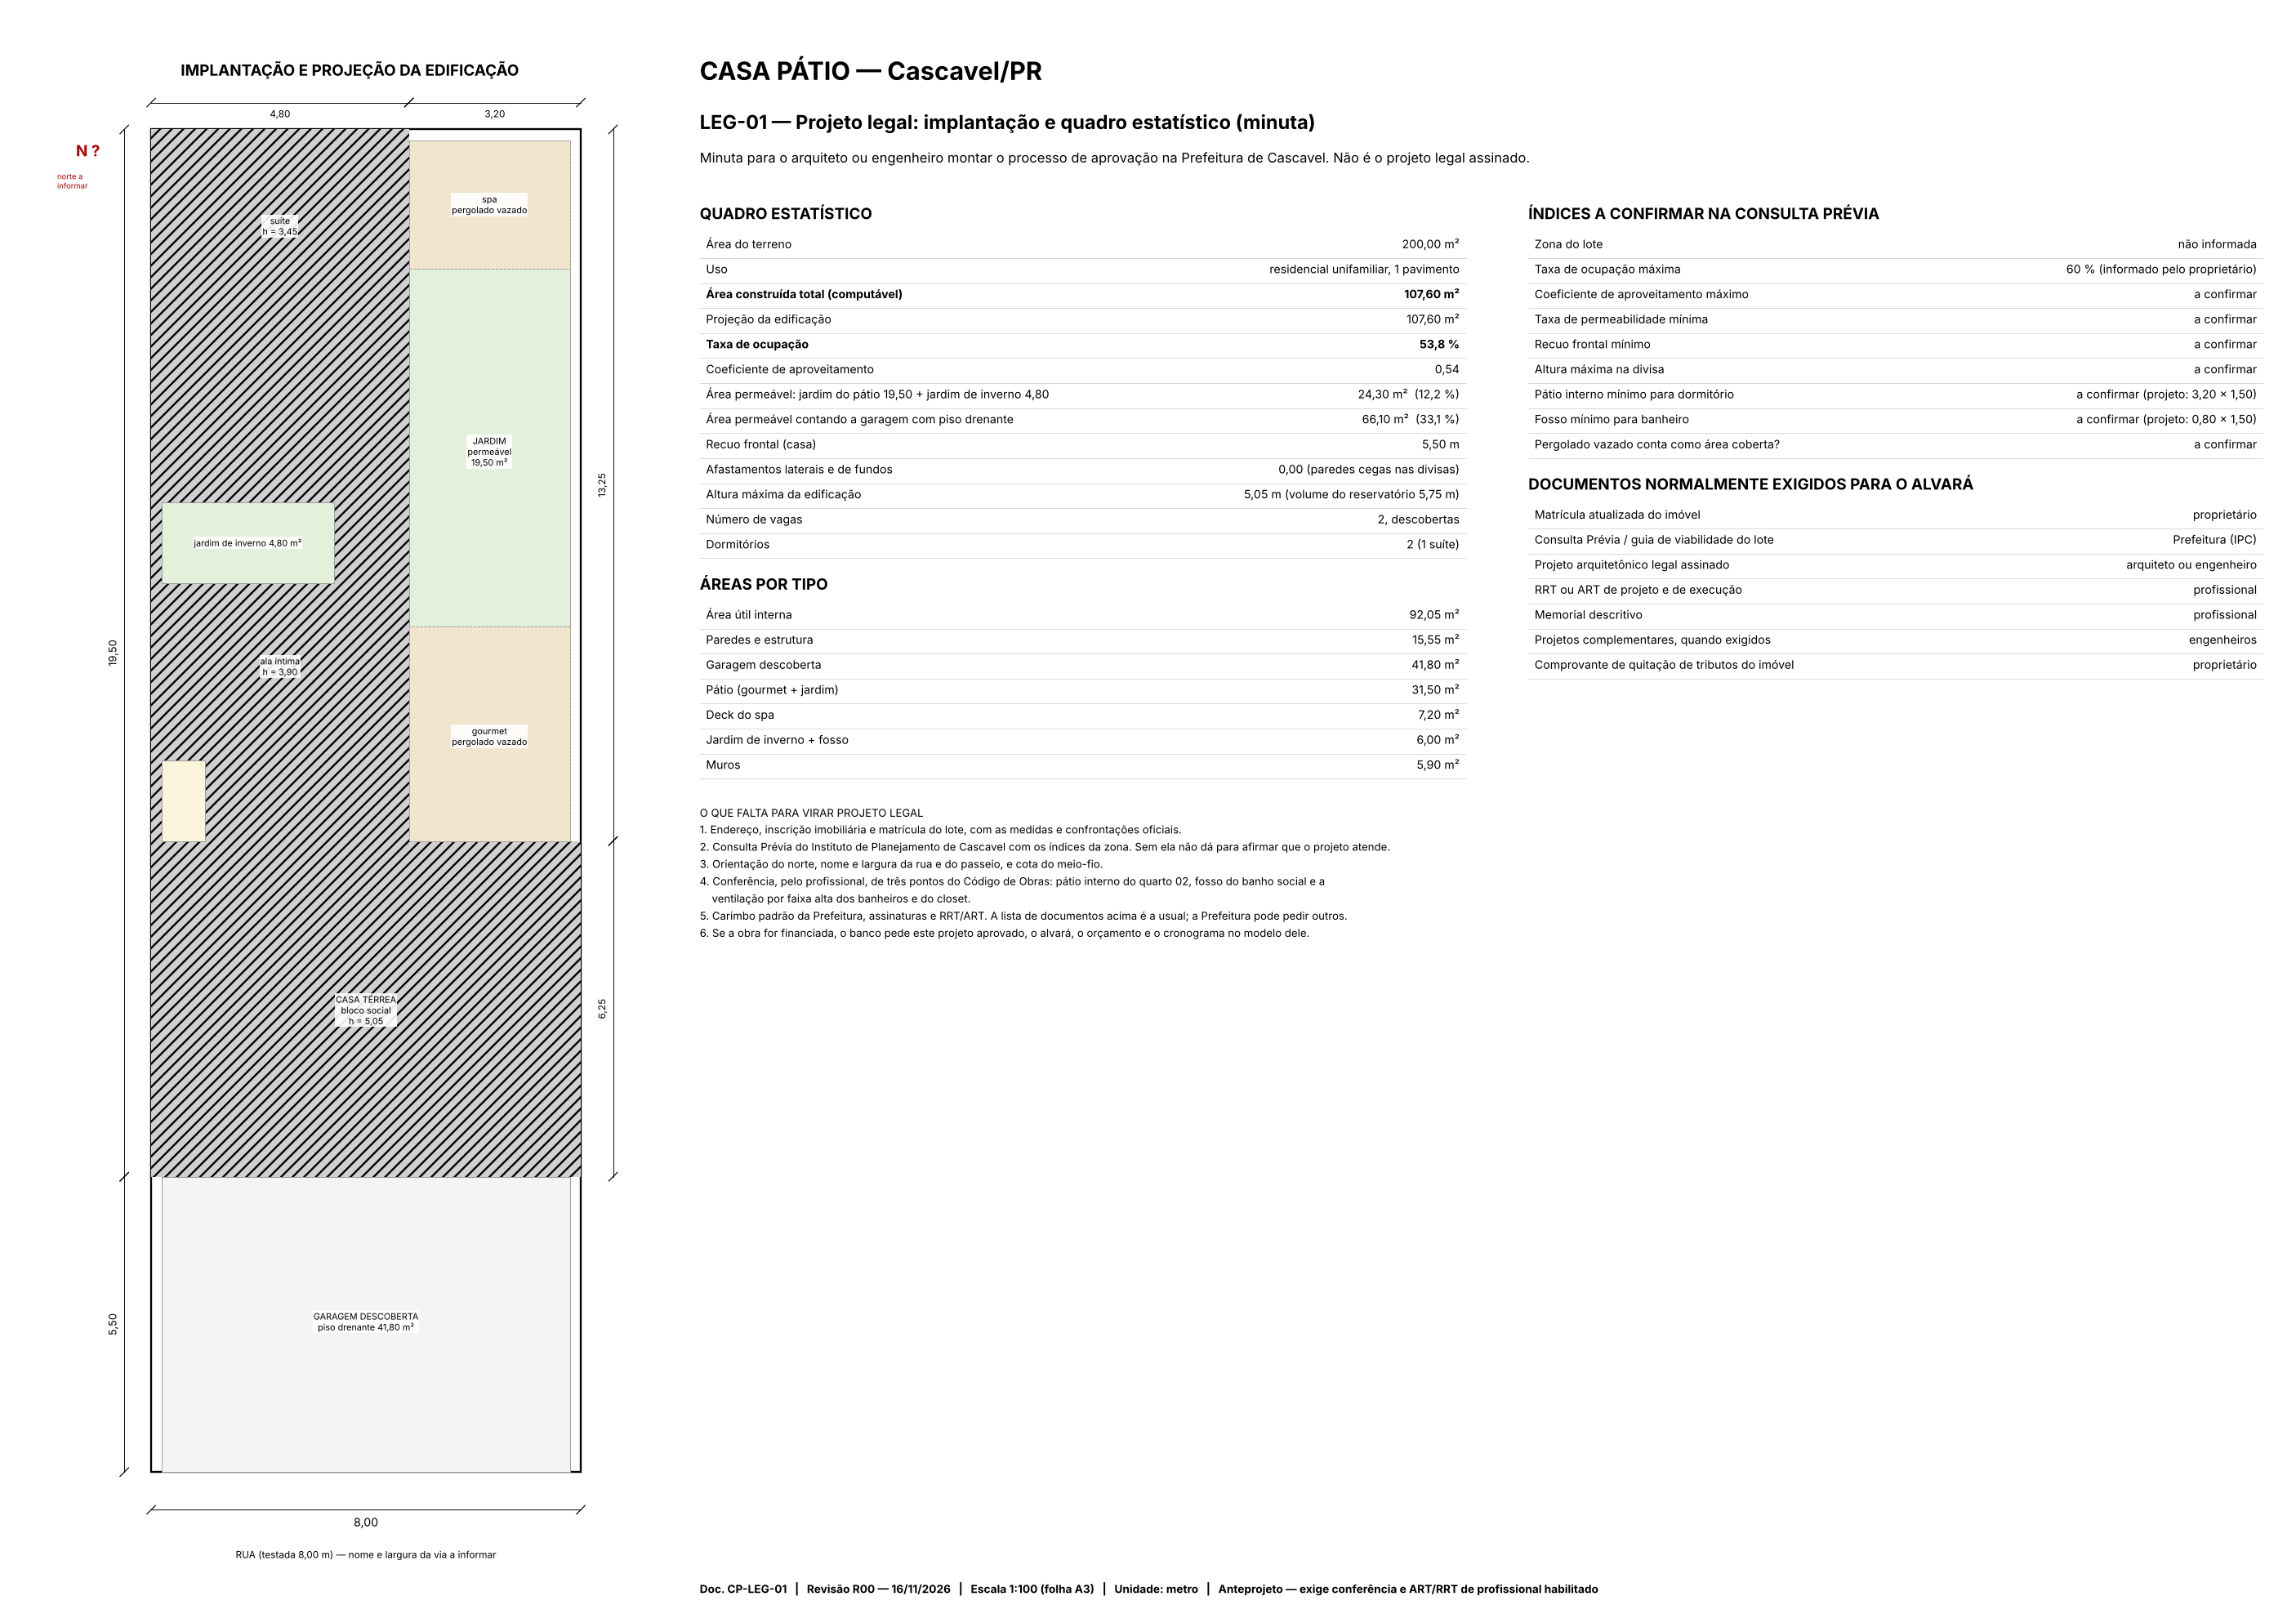 IMPLANTAÇÃO E PROJEÇÃO DA EDIFICAÇÃO
4,80
3,20
N ?
norte a
informar
suíte
h = 3,45
spa
pergolado vazado
JARDIM
permeável
19,50 m²
13,25
jardim de inverno 4,80 m²
19,50
ala íntima
h = 3,90
gourmet
pergolado vazado
CASA TÉRREA
bloco social
h = 5,05
6,25
GARAGEM DESCOBERTA
piso drenante 41,80 m²
5,50
8,00
RUA (testada 8,00 m) — nome e largura da via a informar
CASA PÁTIO — Cascavel/PR
LEG-01 — Projeto legal: implantação e quadro estatístico (minuta)
Minuta para o arquiteto ou engenheiro montar o processo de aprovação na Prefeitura de Cascavel. Não é o projeto legal assinado.
QUADRO ESTATÍSTICO
Área do terreno 200,00 m²
Uso residencial unifamiliar, 1 pavimento
Área construída total (computável) 107,60 m²
Projeção da edificação 107,60 m²
Taxa de ocupação 53,8 %
Coeficiente de aproveitamento 0,54
Área permeável: jardim do pátio 19,50 + jardim de inverno 4,80 24,30 m² (12,2 %)
Área permeável contando a garagem com piso drenante 66,10 m² (33,1 %)
Recuo frontal (casa) 5,50 m
Afastamentos laterais e de fundos 0,00 (paredes cegas nas divisas)
Altura máxima da edificação 5,05 m (volume do reservatório 5,75 m)
Número de vagas 2, descobertas
Dormitórios 2 (1 suíte)
ÁREAS POR TIPO
Área útil interna 92,05 m²
Paredes e estrutura 15,55 m²
Garagem descoberta 41,80 m²
Pátio (gourmet + jardim) 31,50 m²
Deck do spa 7,20 m²
Jardim de inverno + fosso 6,00 m²
Muros 5,90 m²
O QUE FALTA PARA VIRAR PROJETO LEGAL
1. Endereço, inscrição imobiliária e matrícula do lote, com as medidas e confrontações oficiais.
2. Consulta Prévia do Instituto de Planejamento de Cascavel com os índices da zona. Sem ela não dá para afirmar que o projeto atende.
3. Orientação do norte, nome e largura da rua e do passeio, e cota do meio-fio.
4. Conferência, pelo profissional, de três pontos do Código de Obras: pátio interno do quarto 02, fosso do banho social e a
ventilação por faixa alta dos banheiros e do closet.
5. Carimbo padrão da Prefeitura, assinaturas e RRT/ART. A lista de documentos acima é a usual; a Prefeitura pode pedir outros.
6. Se a obra for financiada, o banco pede este projeto aprovado, o alvará, o orçamento e o cronograma no modelo dele.
ÍNDICES A CONFIRMAR NA CONSULTA PRÉVIA
Zona do lote não informada
Taxa de ocupação máxima 60 % (informado pelo proprietário)
Coeficiente de aproveitamento máximo a confirmar
Taxa de permeabilidade mínima a confirmar
Recuo frontal mínimo a confirmar
Altura máxima na divisa a confirmar
Pátio interno mínimo para dormitório a confirmar (projeto: 3,20 × 1,50)
Fosso mínimo para banheiro a confirmar (projeto: 0,80 × 1,50)
Pergolado vazado conta como área coberta? a confirmar
DOCUMENTOS NORMALMENTE EXIGIDOS PARA O ALVARÁ
Matrícula atualizada do imóvel proprietário
Consulta Prévia / guia de viabilidade do lote Prefeitura (IPC)
Projeto arquitetônico legal assinado arquiteto ou engenheiro
RRT ou ART de projeto e de execução profissional
Memorial descritivo profissional
Projetos complementares, quando exigidos engenheiros
Comprovante de quitação de tributos do imóvel proprietário
Doc. CP-LEG-01 | Revisão R00 — 16/11/2026 | Escala 1:100 (folha A3) | Unidade: metro | Anteprojeto — exige conferência e ART/RRT de profissional habilitado